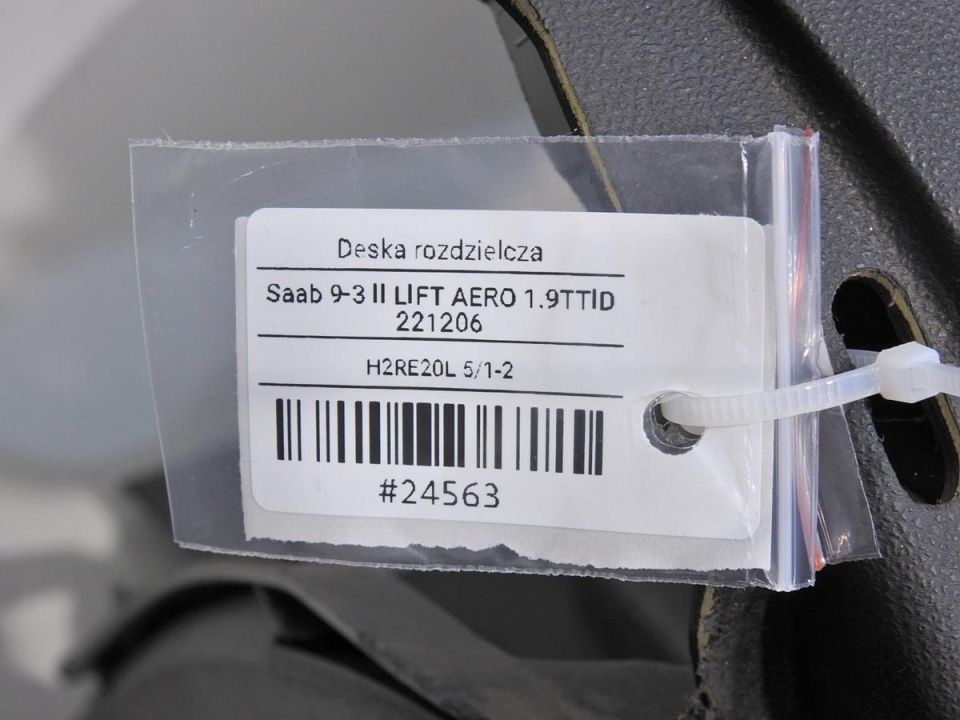 Deska rozdzielcza
Saab 9-3 II LIFT AERO 1.9TTID
221206
H2RE20L 5/1-2
#24563